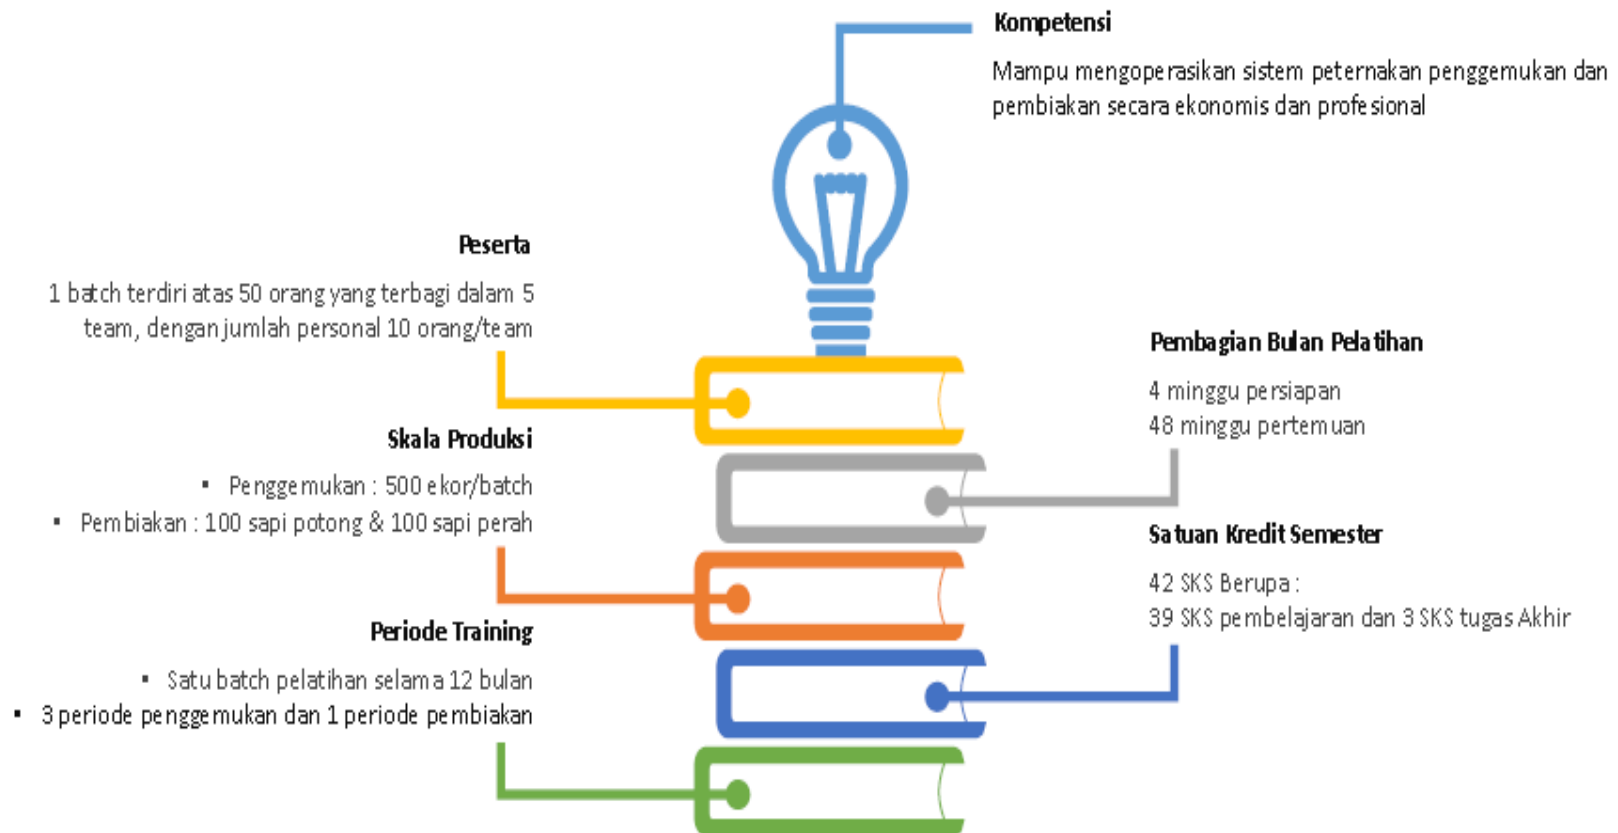 Kompetensi
Mampu mengoperasikan sistem peternakan penggemukan dan
pembiakan secara ekonomis dan profesional
Peserta
1 batch terdiri atas 50 orang yang terbagi dalam 5
team, dengan jumlah personal 10 orang/team
Pembagian Bulan Pelatihan
4 minggu persiapan
48 minggu pertemuan
Skala Produksi
▪ Penggemukan : 500 ekor/batch
▪ Pembiakan : 100 sapi potong & 100 sapi perah
Satuan Kredit Semester
42 SKS Berupa :
39 SKS pembelajaran dan 3 SKS tugas Akhir
Periode Training
▪ Satu batch pelatihan selama 12 bulan
▪ 3 periode penggemukan dan 1 periode pembiakan